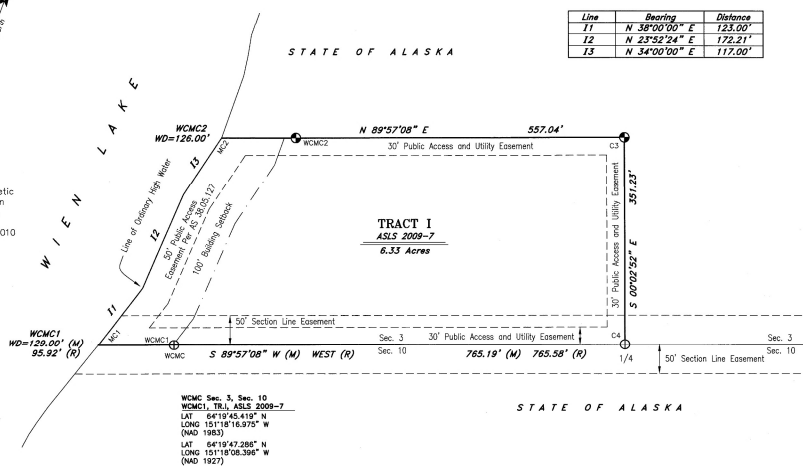 Line Bearing Distance
I1 N 38°00'00" E 123.00'
I2 N 23°52'24" E 172.21'
I3 N 34°00'00" E 117.00'
STATE OF ALASKA
WIEN LAKE
WCMC2
WD=126.00'
MC2
WCMC2
N 89°57'08" E 557.04'
C3
30' Public Access and Utility Easement
I3
Line of Ordinary High Water
I2
50' Public Access
Easement Per AS 38.05.127
100' Building Setback
TRACT I
ASLS 2009-7
6.33 Acres
30' Public Access and Utility Easement
S 00°02'52" E 351.23'
etic
n
010
I1
50' Section Line Easement
WCMC1
WD=129.00' (M)
95.92' (R)
MC1
WCMC1
WCMC
Sec. 3 30' Public Access and Utility Easement C4 Sec. 3
S 89°57'08" W (M) WEST (R) Sec. 10 765.19' (M) 765.58' (R) 1/4 Sec. 10
50' Section Line Easement
WCMC Sec. 3, Sec. 10
WCMC1, TR.I, ASLS 2009-7
LAT 64°19'45.419" N
LONG 151°18'16.975" W
(NAD 1983)
LAT 64°19'47.286" N
LONG 151°18'08.396" W
(NAD 1927)
STATE OF ALASKA